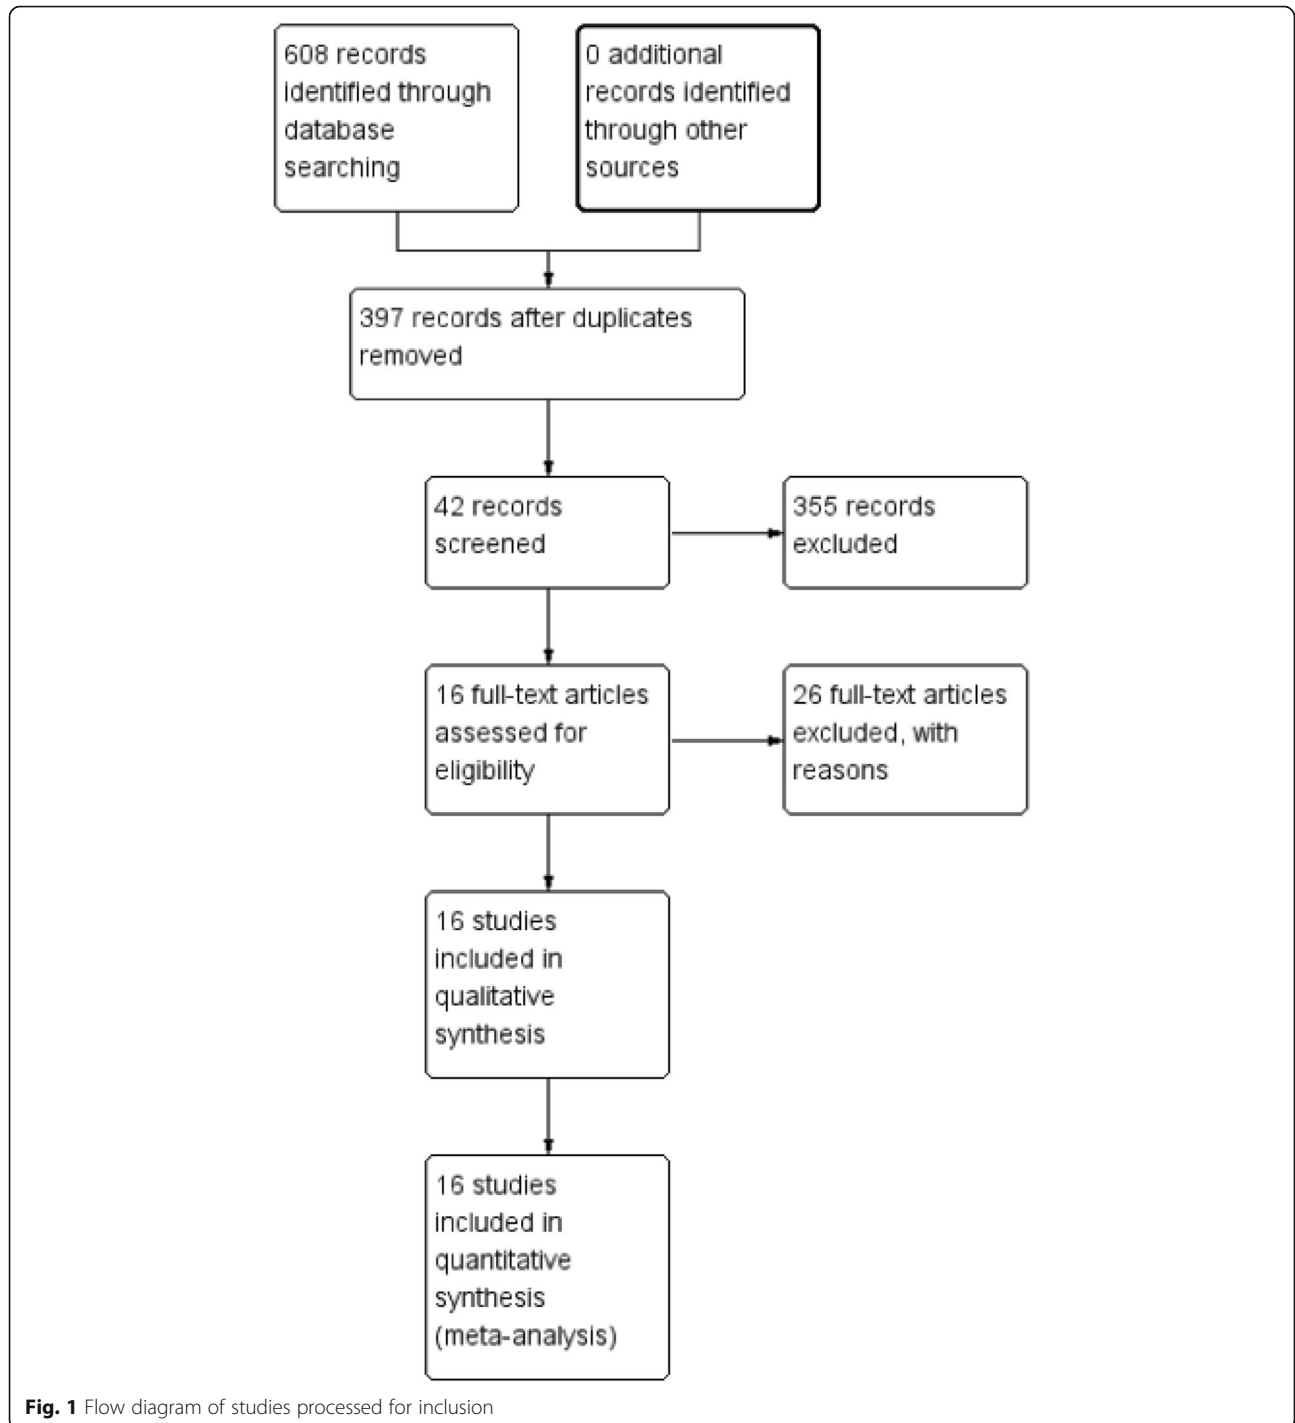 608 records
identified through
database
searching
0 additional
records identified
through other
sources
397 records after duplicates
removed
42 records
screened
355 records
excluded
16 full-text articles
assessed for
eligibility
26 full-text articles
excluded, with
reasons
16 studies
included in
qualitative
synthesis
16 studies
included in
quantitative
synthesis
(meta-analysis)
Fig. 1 Flow diagram of studies processed for inclusion